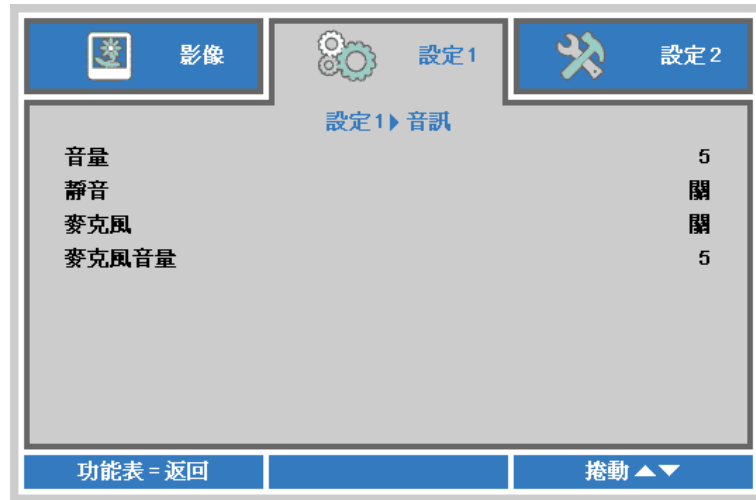 影像 設定1 設定2
設定1▶音訊
音量 5
靜音 關
麥克風 關
麥克風音量 5
功能表=返回 捲動▲▼